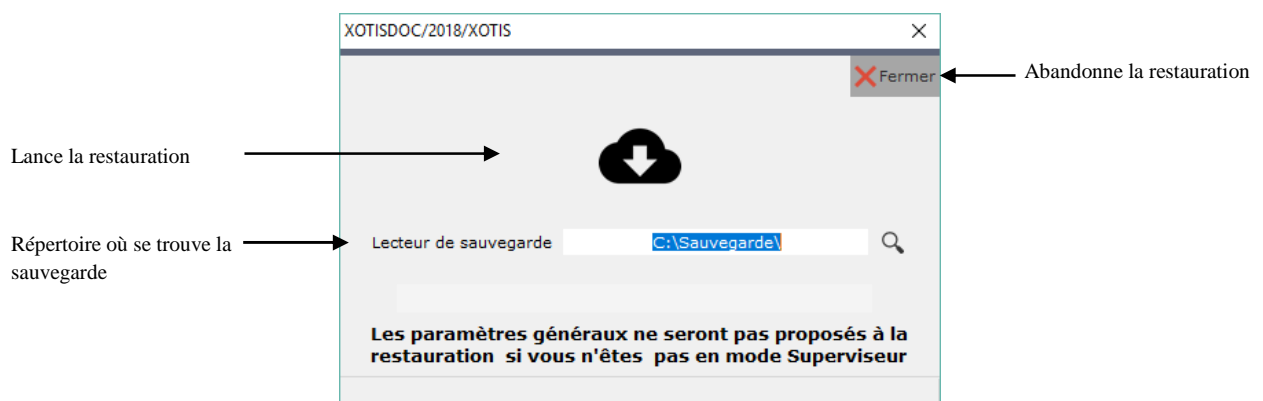 XOTISDOC/2018/XOTIS
Fermer
Abandonne la restauration
Lance la restauration
Répertoire où se trouve la
sauvegarde
Lecteur de sauvegarde
C:\Sauvegarde\
Les paramètres généraux ne seront pas proposés à la
restauration si vous n'êtes pas en mode Superviseur